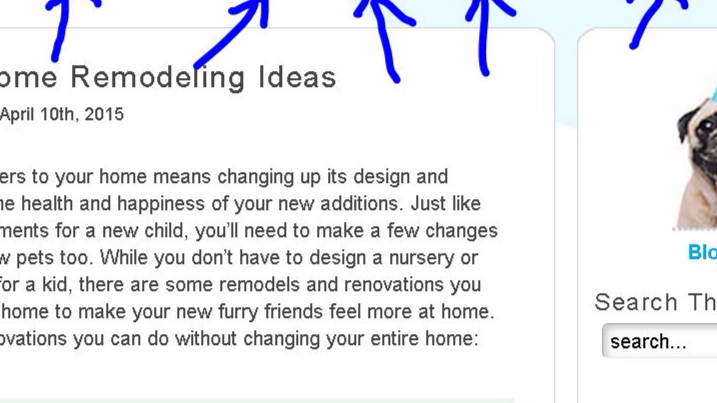 ome Remodeling Ideas
April 10th, 2015
ers to your home means changing up its design and
ne health and happiness of your new additions. Just like
ments for a new child, you'll need to make a few changes
w pets too. While you don't have to design a nursery or
for a kid, there are some remodels and renovations you
home to make your new furry friends feel more at home.
ovations you can do without changing your entire home:
Blo
Search Th
search...